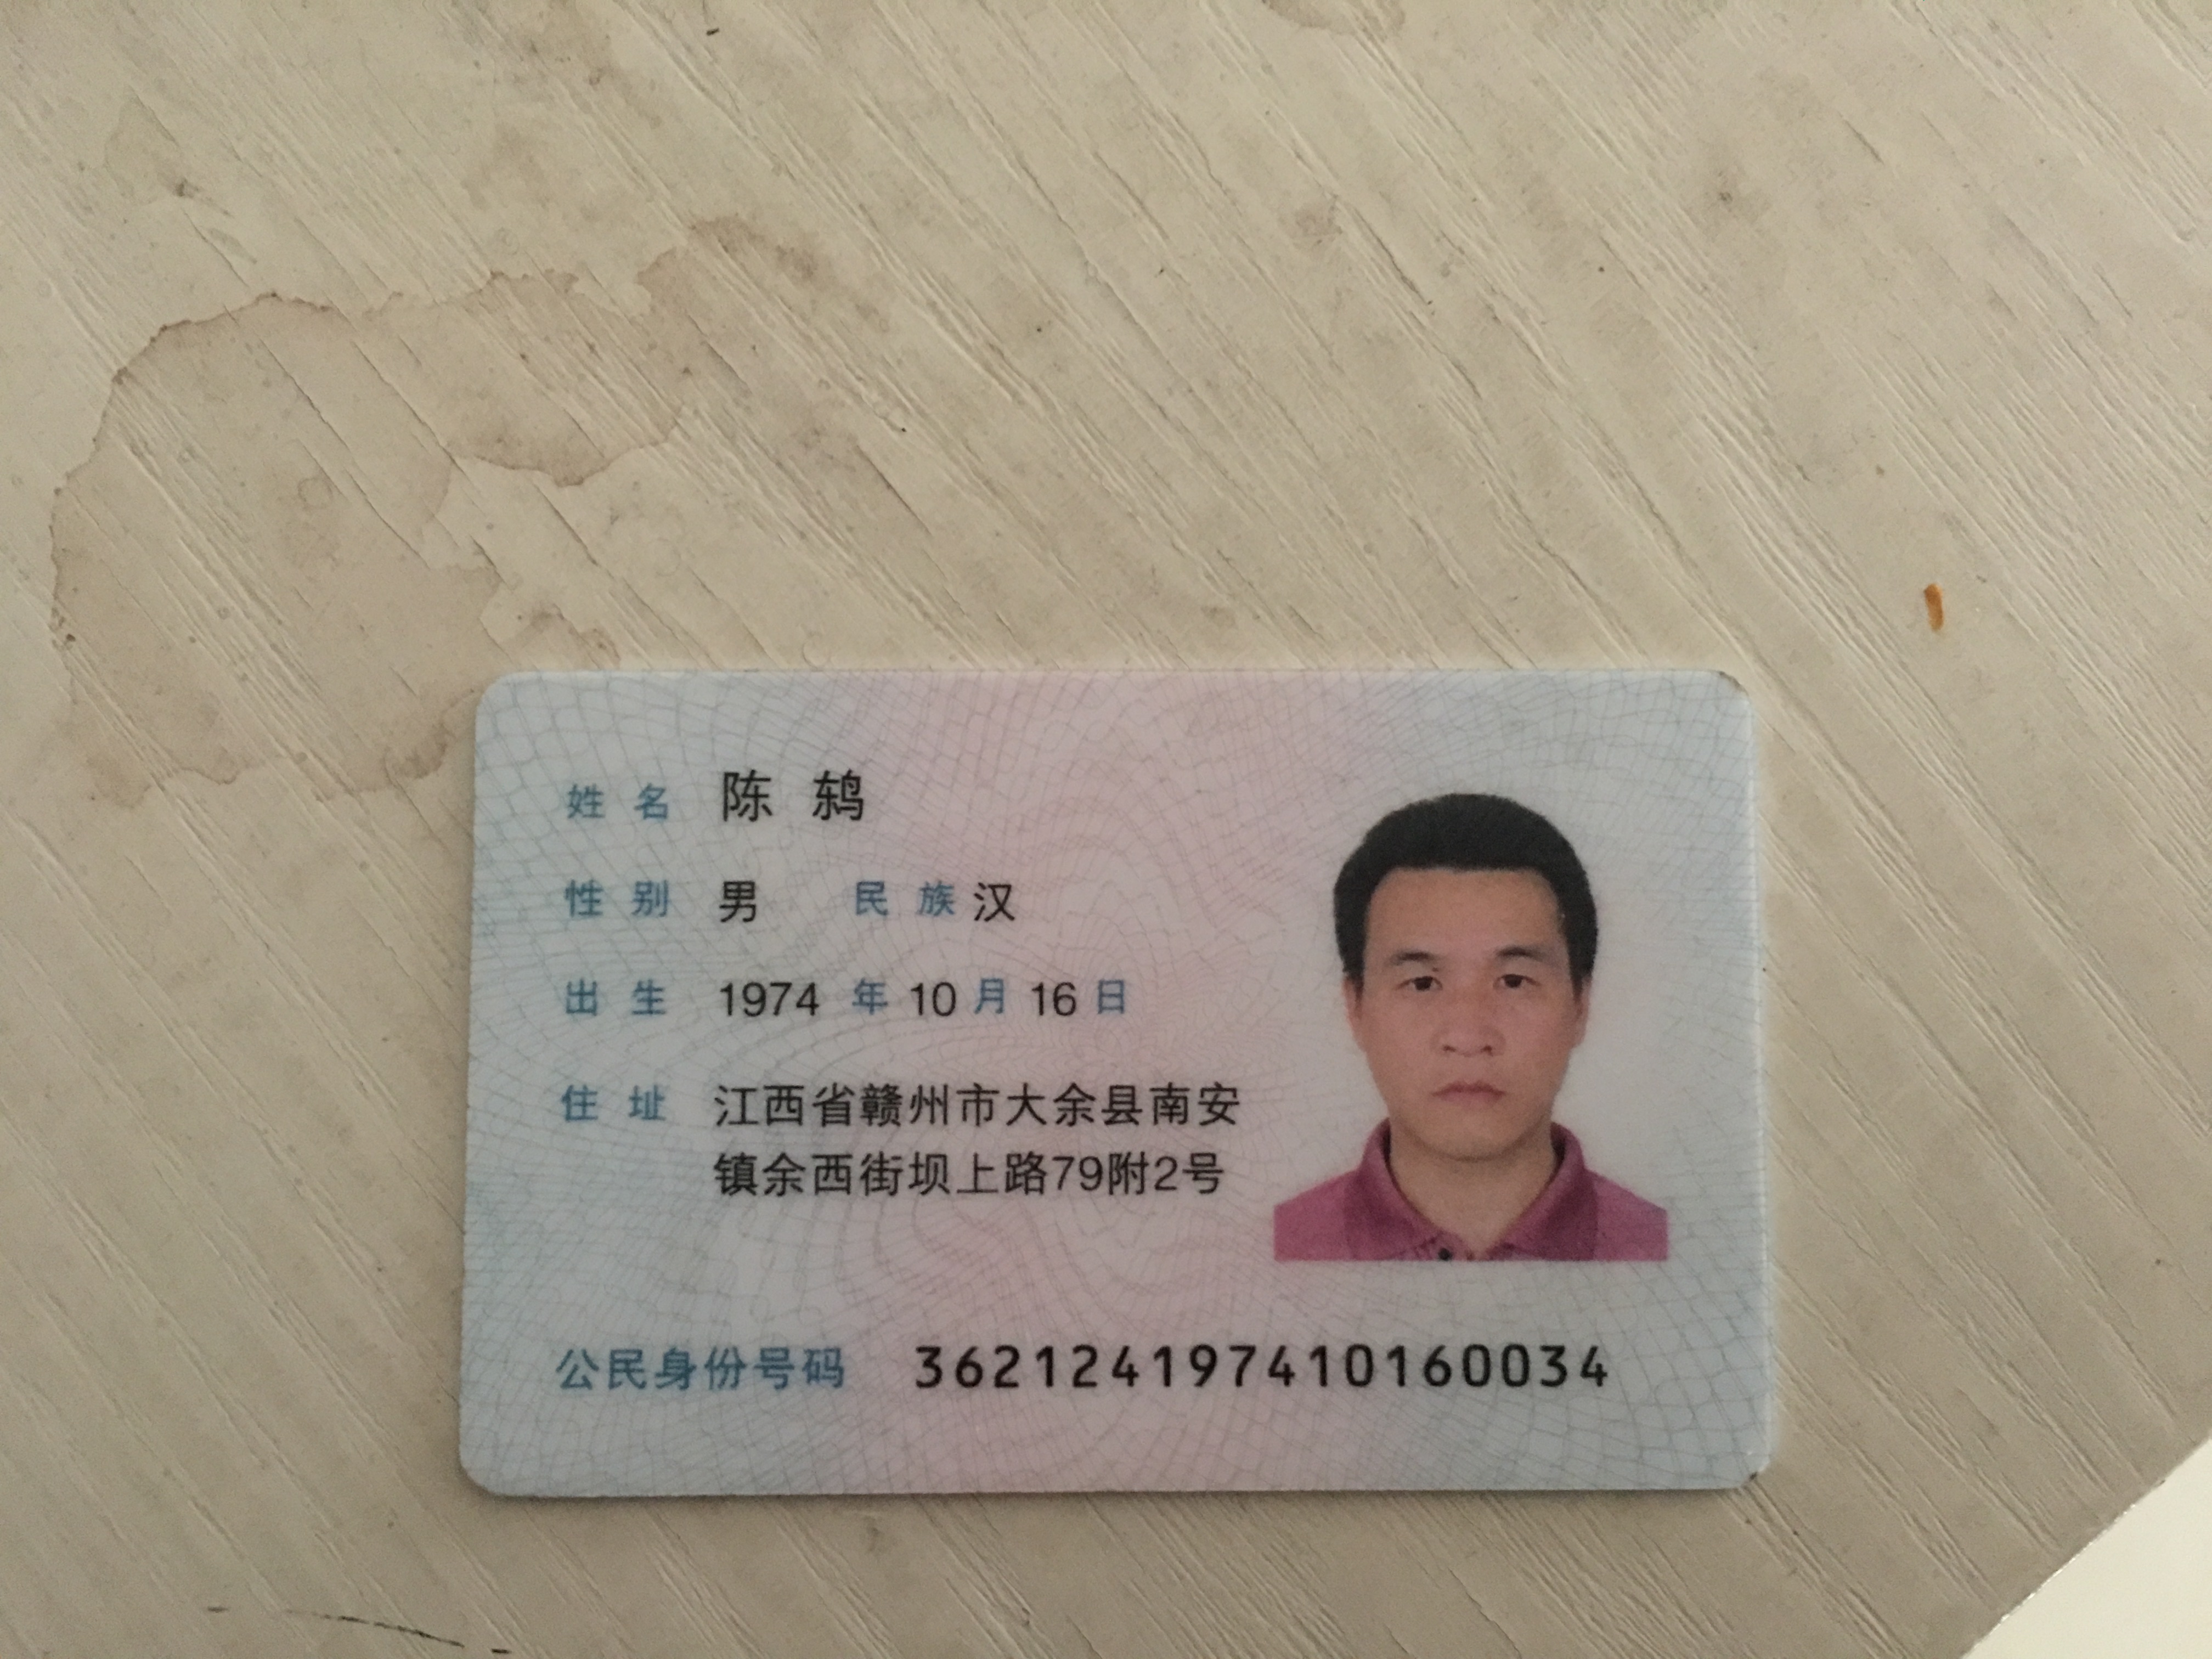 姓名 陈
性别 男 民族 汉
出生 1974 年 10 月 16 日
住址 江西省赣州市大余县南安
镇余西街坝上路79附2号
公民身份号码 362124197410160034